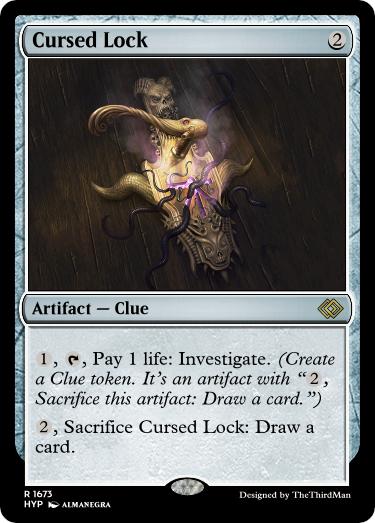 Cursed Lock 2
Artifact — Clue
1, T, Pay 1 life: Investigate. (Create
a Clue token. It's an artifact with “2,
Sacrifice this artifact: Draw a card.”)
2, Sacrifice Cursed Lock: Draw a
card.
R 1673
HYP ALMANEGRA
Designed by TheThirdMan